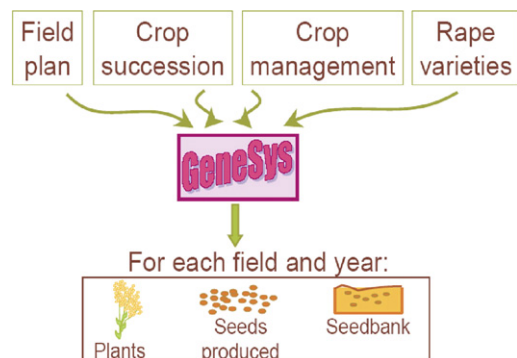 Field
plan
Crop
succession
Crop
management
Rape
varieties
GeneSys
For each field and year:
Plants
Seeds
produced
Seedbank